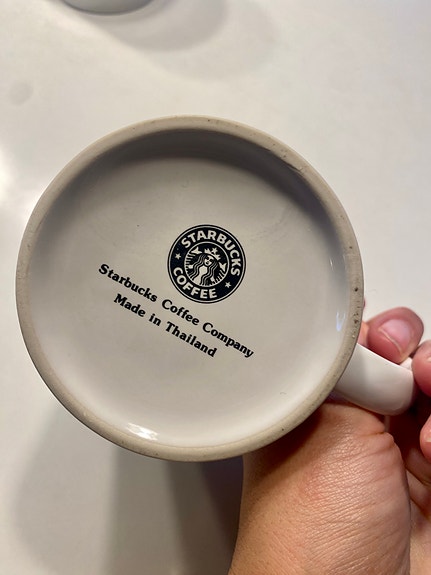 STARBUCKS
COFFEE
Starbucks Coffee Company
Made in Thailand